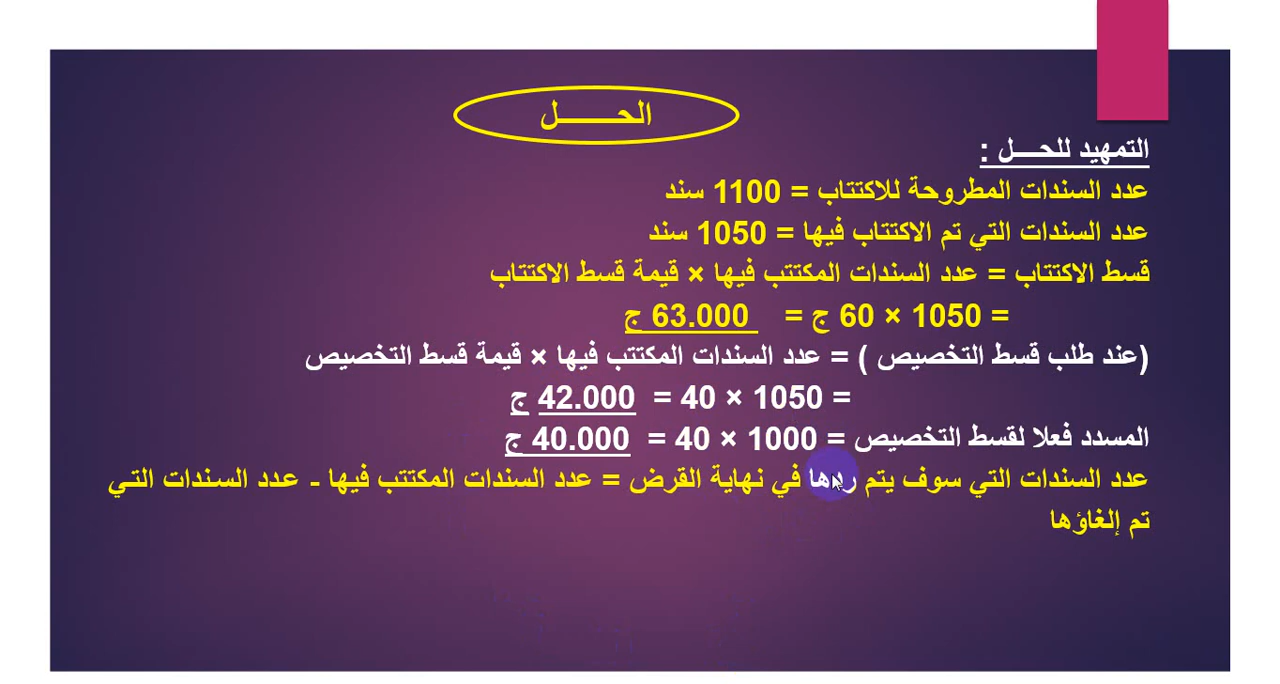 الحـــــــل
التمهيد للحـــل :
عدد السندات المطروحة للاكتتاب = 1100 سند
عدد السندات التي تم الاكتتاب فيها = 1050 سند
قسط الاكتتاب = عدد السندات المكتتب فيها × قيمة قسط الاكتتاب
= 1050 × 60 ج = 63.000 ج
(عند طلب قسط التخصيص ) = عدد السندات المكتتب فيها × قيمة قسط التخصيص
= 1050 × 40 = 42.000 ج
المسدد فعلا لقسط التخصيص = 1000 × 40 = 40.000 ج
عدد السندات التي سوف يتم ردها في نهاية القرض = عدد السندات المكتتب فيها - عدد السندات التي
تم إلغاؤها